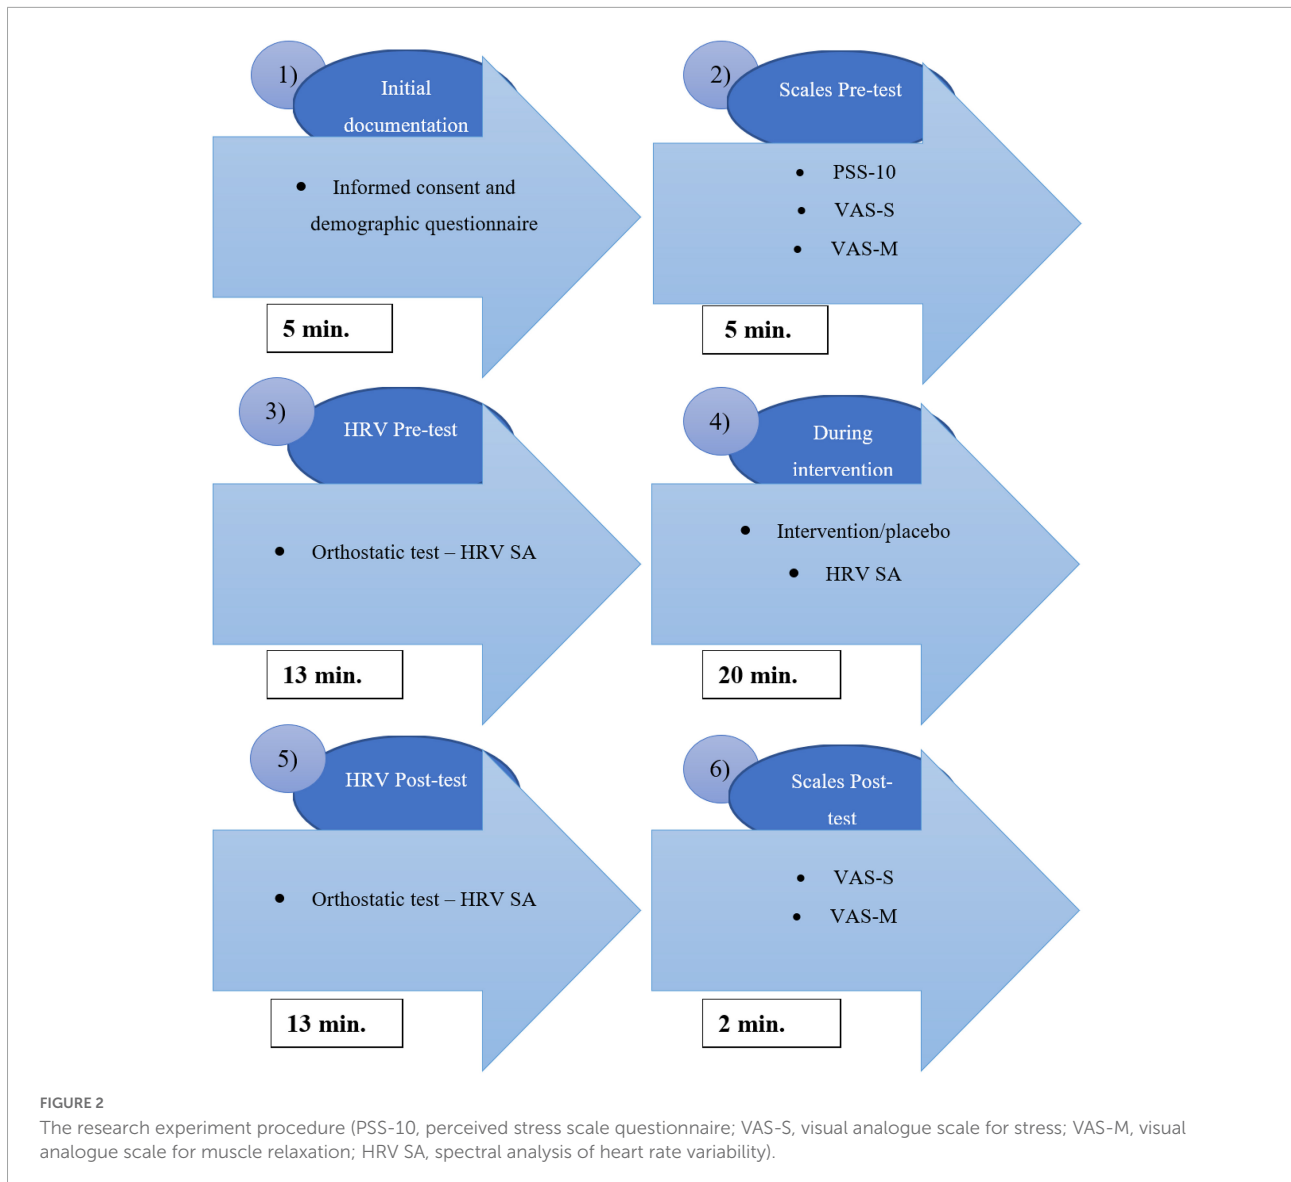 1)
Initial
documentation
• Informed consent and
demographic questionnaire
5 min.
2)
Scales Pre-test
• PSS-10
• VAS-S
• VAS-M
5 min.
3)
HRV Pre-test
• Orthostatic test – HRV SA
13 min.
4)
During
intervention
• Intervention/placebo
• HRV SA
20 min.
5)
HRV Post-test
• Orthostatic test – HRV SA
13 min.
6)
Scales Post-
test
• VAS-S
• VAS-M
2 min.
FIGURE 2
The research experiment procedure (PSS-10, perceived stress scale questionnaire; VAS-S, visual analogue scale for stress; VAS-M, visual
analogue scale for muscle relaxation; HRV SA, spectral analysis of heart rate variability).